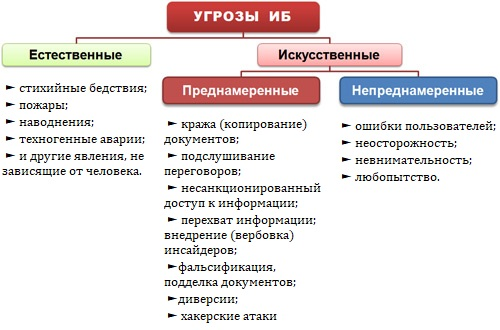 УГРОЗЫ ИБ
Естественные
Искусственные
► стихийные бедствия;
► пожары;
► наводнения;
► техногенные аварии;
► и другие явления, не
зависящие от человека.
Преднамеренные
► кража (копирование)
документов;
► подслушивание
переговоров;
► несанкционированный
доступ к информации;
► перехват информации;
внедрение (вербовка)
инсайдеров;
► фальсификация,
подделка документов;
► диверсии;
► хакерские атаки
Непреднамеренные
► ошибки пользователей;
► неосторожность;
► невнимательность;
► любопытство.